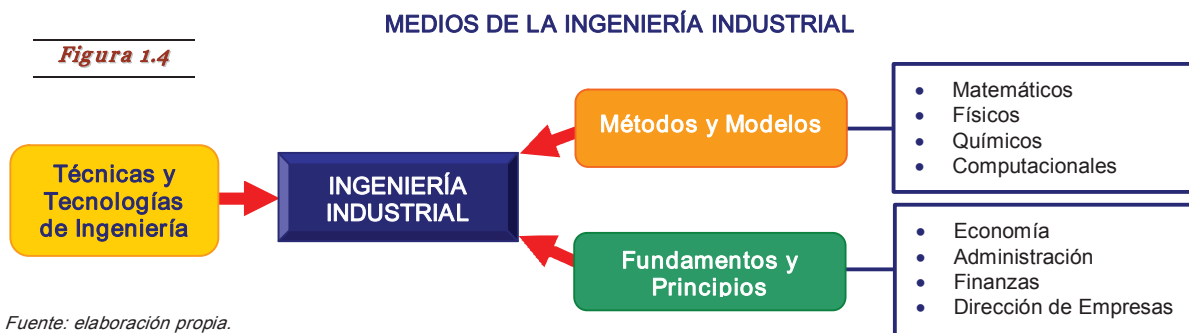 MEDIOS DE LA INGENIERÍA INDUSTRIAL
Figura 1.4
Técnicas y
Tecnologías
de Ingeniería
INGENIERÍA
INDUSTRIAL
Métodos y Modelos
• Matemáticos
• Físicos
• Químicos
• Computacionales
Fundamentos y
Principios
• Economía
• Administración
• Finanzas
• Dirección de Empresas
Fuente: elaboración propia.